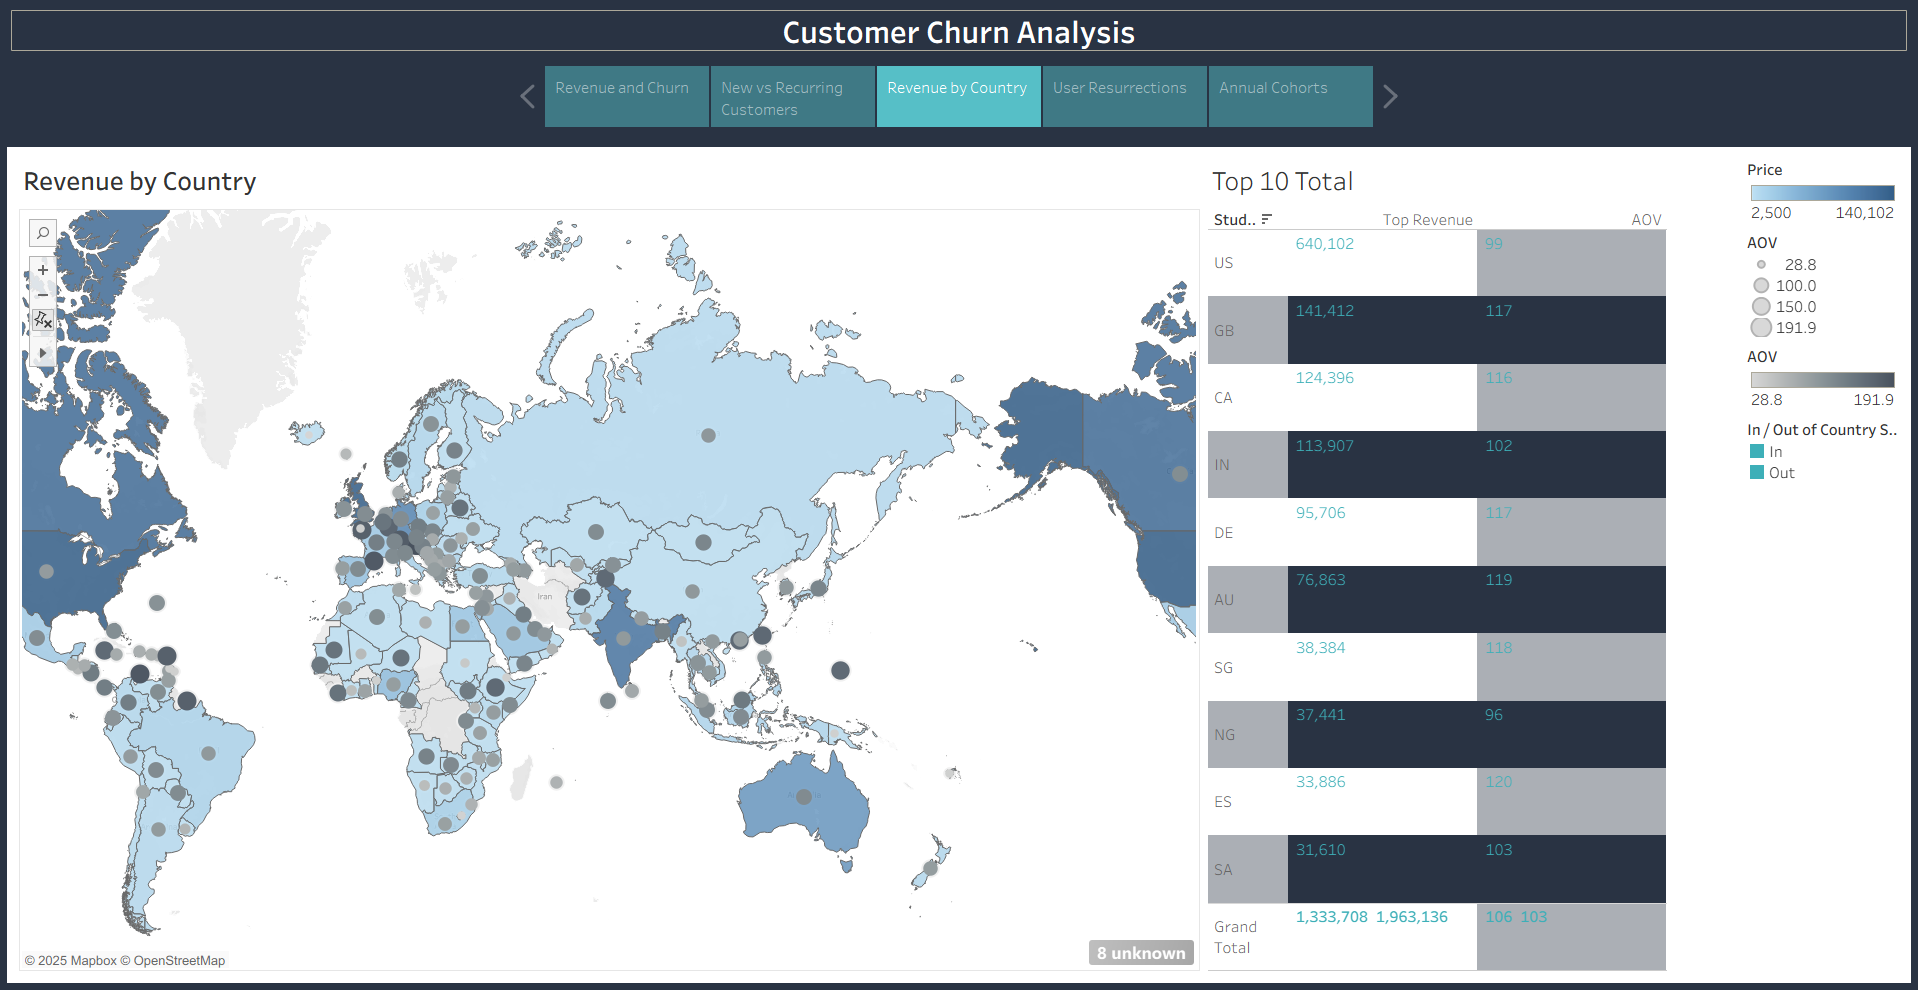 Customer Churn Analysis
Revenue and Churn
New vs Recurring
Customers
Revenue by Country
User Resurrections
Annual Cohorts
Revenue by Country
Iran
8 unknown
© 2025 Mapbox © OpenStreetMap
Top 10 Total
Stud.. Top Revenue AOV
US 640,102 99
GB 141,412 117
CA 124,396 116
IN 113,907 102
DE 95,706 117
AU 76,863 119
SG 38,384 118
NG 37,441 96
ES 33,886 120
SA 31,610 103
Grand Total 1,333,708 1,963,136 106 103
Price
2,500 140,102
AOV
28.8
100.0
150.0
191.9
AOV
28.8 191.9
In / Out of Country S..
In
Out